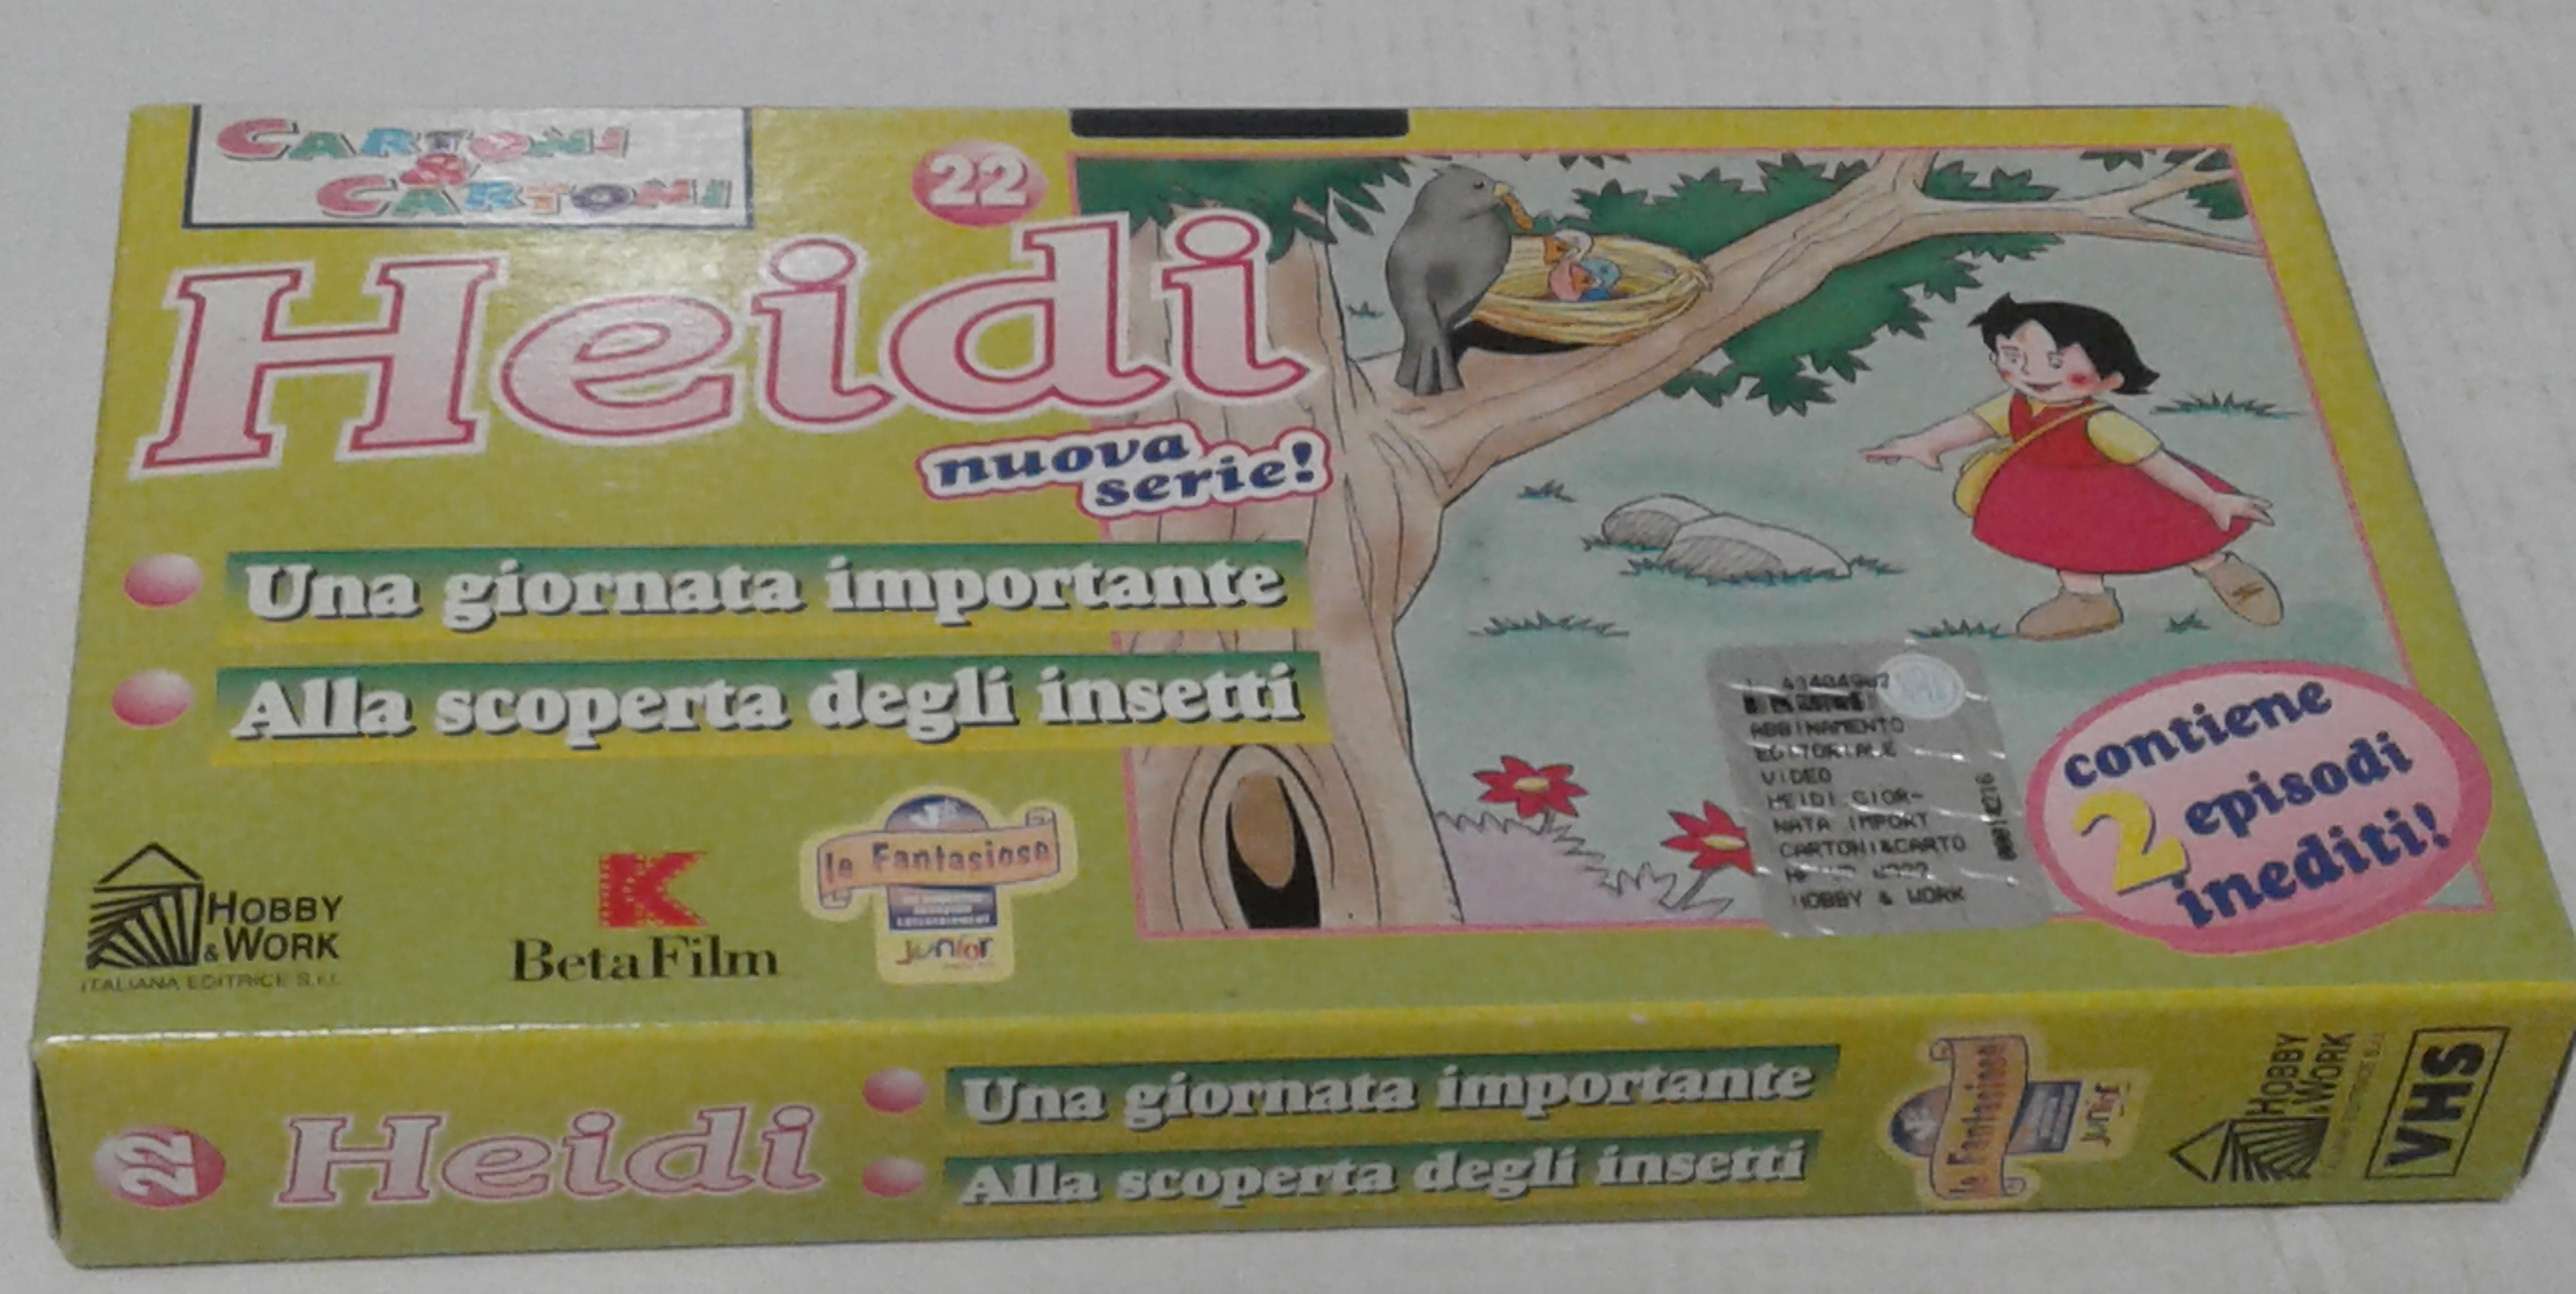 CARTONI
&
CARTONI
22
Heidi
nuova
serie!
Una giornata importante
Alla scoperta degli insetti
HOBBY
& WORK
ITALIANA EDITRICE S.r.l.
K
BetaFilm
le Fantasiose
Junior
ABBINAMENTO
EDITORIALE
VIDEO
HEIDI GIOR-
NATA IMPORT
CARTONI&CARTO
HOBBY & WORK
contiene
2 episodi
inediti!
22
Heidi
Una giornata importante
Alla scoperta degli insetti
le Fantasiose
Junior
HOBBY
& WORK
VHS